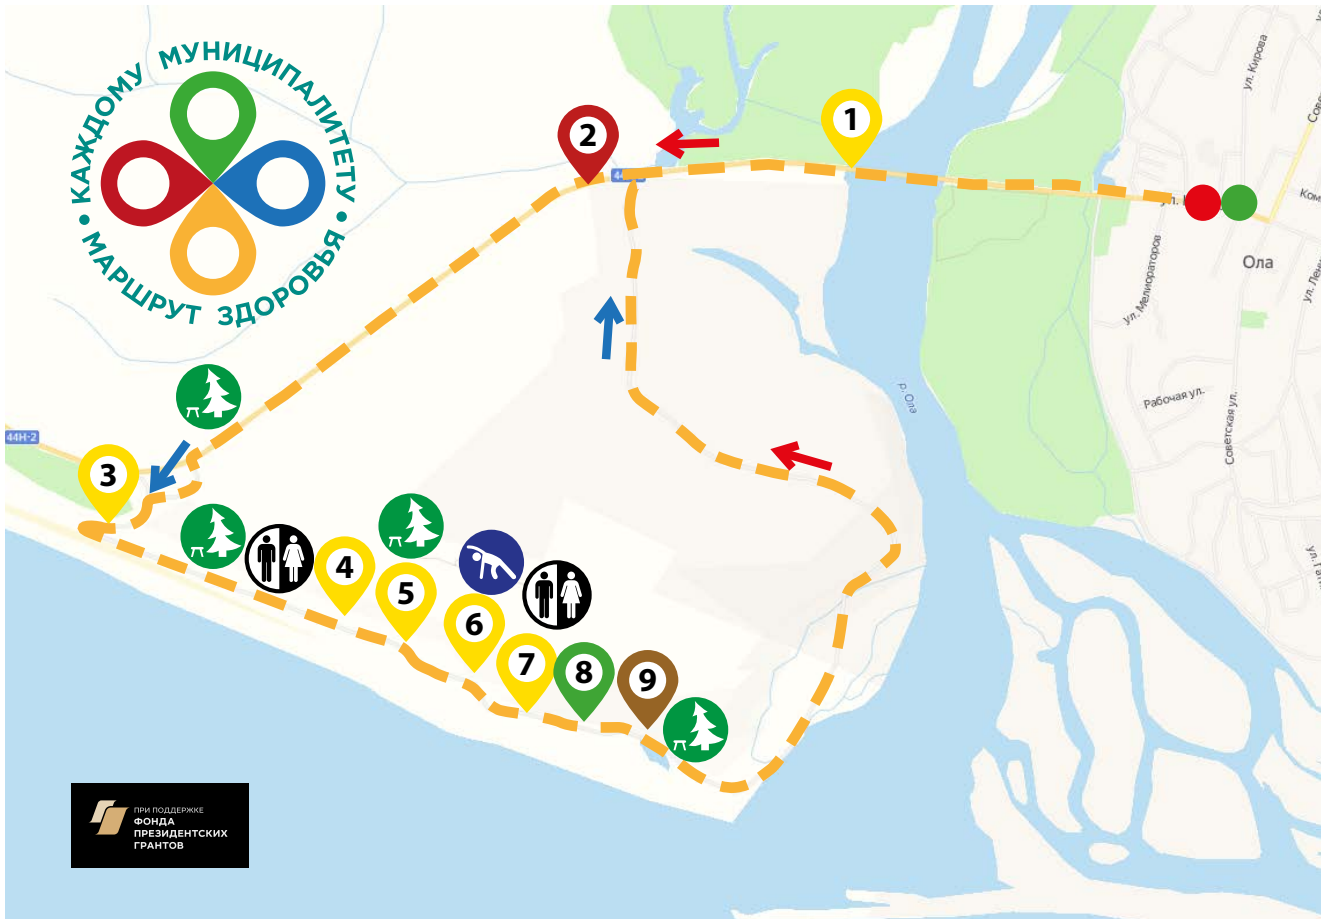 КАЖДОМУ МУНИЦИПАЛИТЕТУ
• МАРШРУТ ЗДОРОВЬЯ •
1
2
3
4
5
6
7
8
9
44Н-2
р. Ола
Ола
ул. Кирова
ул. Мелиораторов
Рабочая ул.
Советская ул.
ПРИ ПОДДЕРЖКЕ
ФОНДА
ПРЕЗИДЕНТСКИХ
ГРАНТОВ